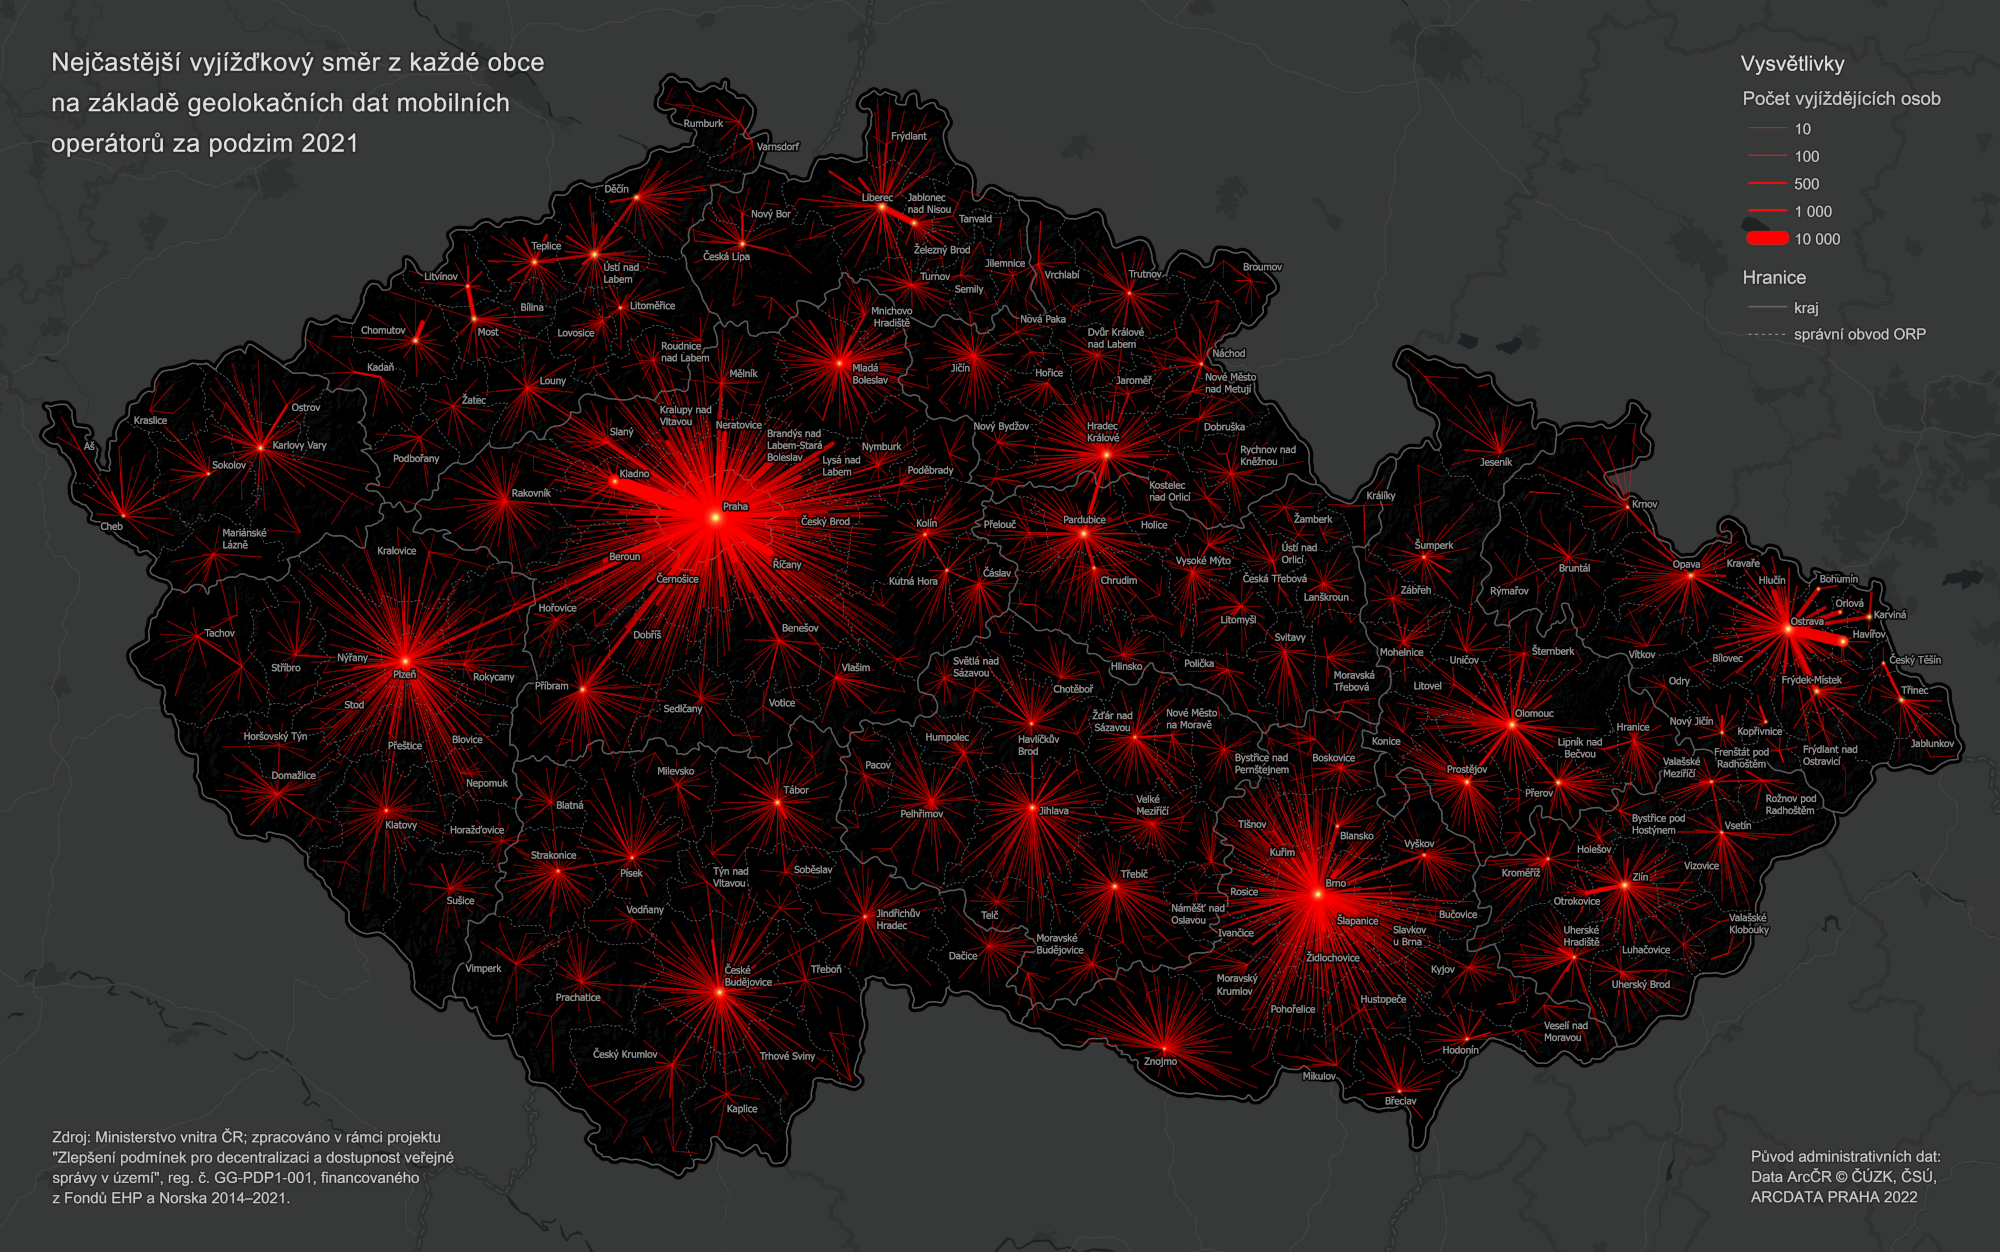 Nejčastější vyjížďkový směr z každé obce
na základě geolokačních dat mobilních
operátorů za podzim 2021
Vysvětlivky
Počet vyjíždějících osob
10
100
500
1 000
10 000
Hranice
kraj
správní obvod ORP
Rumburk
Varnsdorf
Frýdlant
Děčín
Liberec
Jablonec
nad Nisou
Nový Bor
Tanvald
Teplice
Česká Lípa
Železný Brod
Ústí nad
Labem
Litvínov
Jilemnice
Vrchlabí
Trutnov
Broumov
Turnov
Semily
Bílina
Litoměřice
Mnichovo
Hradiště
Nová Paka
Chomutov
Most
Lovosice
Dvůr Králové
nad Labem
Roudnice
nad Labem
Náchod
Kadaň
Louny
Mělník
Mladá
Boleslav
Jičín
Hořice
Jaroměř
Nové Město
nad Metují
Žatec
Ostrov
Kraslice
Kralupy nad
Vltavou
Neratovice
Slaný
Brandýs nad
Labem-Stará
Boleslav
Nový Bydžov
Hradec
Králové
Dobruška
Aš
Karlovy Vary
Nymburk
Podbořany
Lysá nad
Labem
Rychnov nad
Kněžnou
Sokolov
Kladno
Poděbrady
Jeseník
Kostelec
nad Orlicí
Rakovník
Praha
Králíky
Krnov
Cheb
Český Brod
Kolín
Přelouč
Pardubice
Holice
Žamberk
Mariánské
Lázně
Kralovice
Beroun
Říčany
Černošice
Kutná Hora
Čáslav
Chrudim
Vysoké Mýto
Ústí nad
Orlicí
Česká Třebová
Šumperk
Bruntál
Opava
Kravaře
Hlučín
Bohumín
Lanškroun
Zábřeh
Rýmařov
Orlová
Karviná
Hořovice
Litomyšl
Ostrava
Havířov
Tachov
Dobříš
Benešov
Svitavy
Stříbro
Nýřany
Plzeň
Rokycany
Vlašim
Světlá nad
Sázavou
Hlinsko
Polička
Mohelnice
Uničov
Šternberk
Vítkov
Bílovec
Český Těšín
Příbram
Chotěboř
Moravská
Třebová
Litovel
Odry
Frýdek-Místek
Třinec
Stod
Sedlčany
Votice
Žďár nad
Sázavou
Nové Město
na Moravě
Olomouc
Nový Jičín
Kopřivnice
Horšovský Týn
Přeštice
Blovice
Humpolec
Havlíčkův
Brod
Konice
Hranice
Lipník nad
Bečvou
Frenštát pod
Radhoštěm
Frýdlant nad
Ostravicí
Jablunkov
Domažlice
Nepomuk
Milevsko
Pacov
Bystřice nad
Pernštejnem
Boskovice
Prostějov
Valašské
Meziříčí
Klatovy
Blatná
Tábor
Pelhřimov
Jihlava
Velké
Meziříčí
Přerov
Rožnov pod
Radhoštěm
Horažďovice
Tišnov
Blansko
Bystřice pod
Hostýnem
Vsetín
Strakonice
Písek
Týn nad
Vltavou
Soběslav
Kuřim
Vyškov
Holešov
Vizovice
Sušice
Třebíč
Brno
Kroměříž
Zlín
Rosice
Otrokovice
Vodňany
Jindřichův
Hradec
Telč
Náměšť nad
Oslavou
Ivančice
Šlapanice
Slavkov
u Brna
Bučovice
Uherské
Hradiště
Valašské
Klobouky
Luhačovice
Vimperk
České
Budějovice
Třeboň
Dačice
Moravské
Budějovice
Židlochovice
Kyjov
Prachatice
Moravský
Krumlov
Uherský Brod
Pohořelice
Hustopeče
Veselí nad
Moravou
Český Krumlov
Trhové Sviny
Znojmo
Hodonín
Mikulov
Kaplice
Břeclav
Zdroj: Ministerstvo vnitra ČR; zpracováno v rámci projektu
"Zlepšení podmínek pro decentralizaci a dostupnost veřejné
správy v území", reg. č. GG-PDP1-001, financovaného
z Fondů EHP a Norska 2014–2021.
Původ administrativních dat:
Data ArcČR © ČÚZK, ČSÚ,
ARCDATA PRAHA 2022